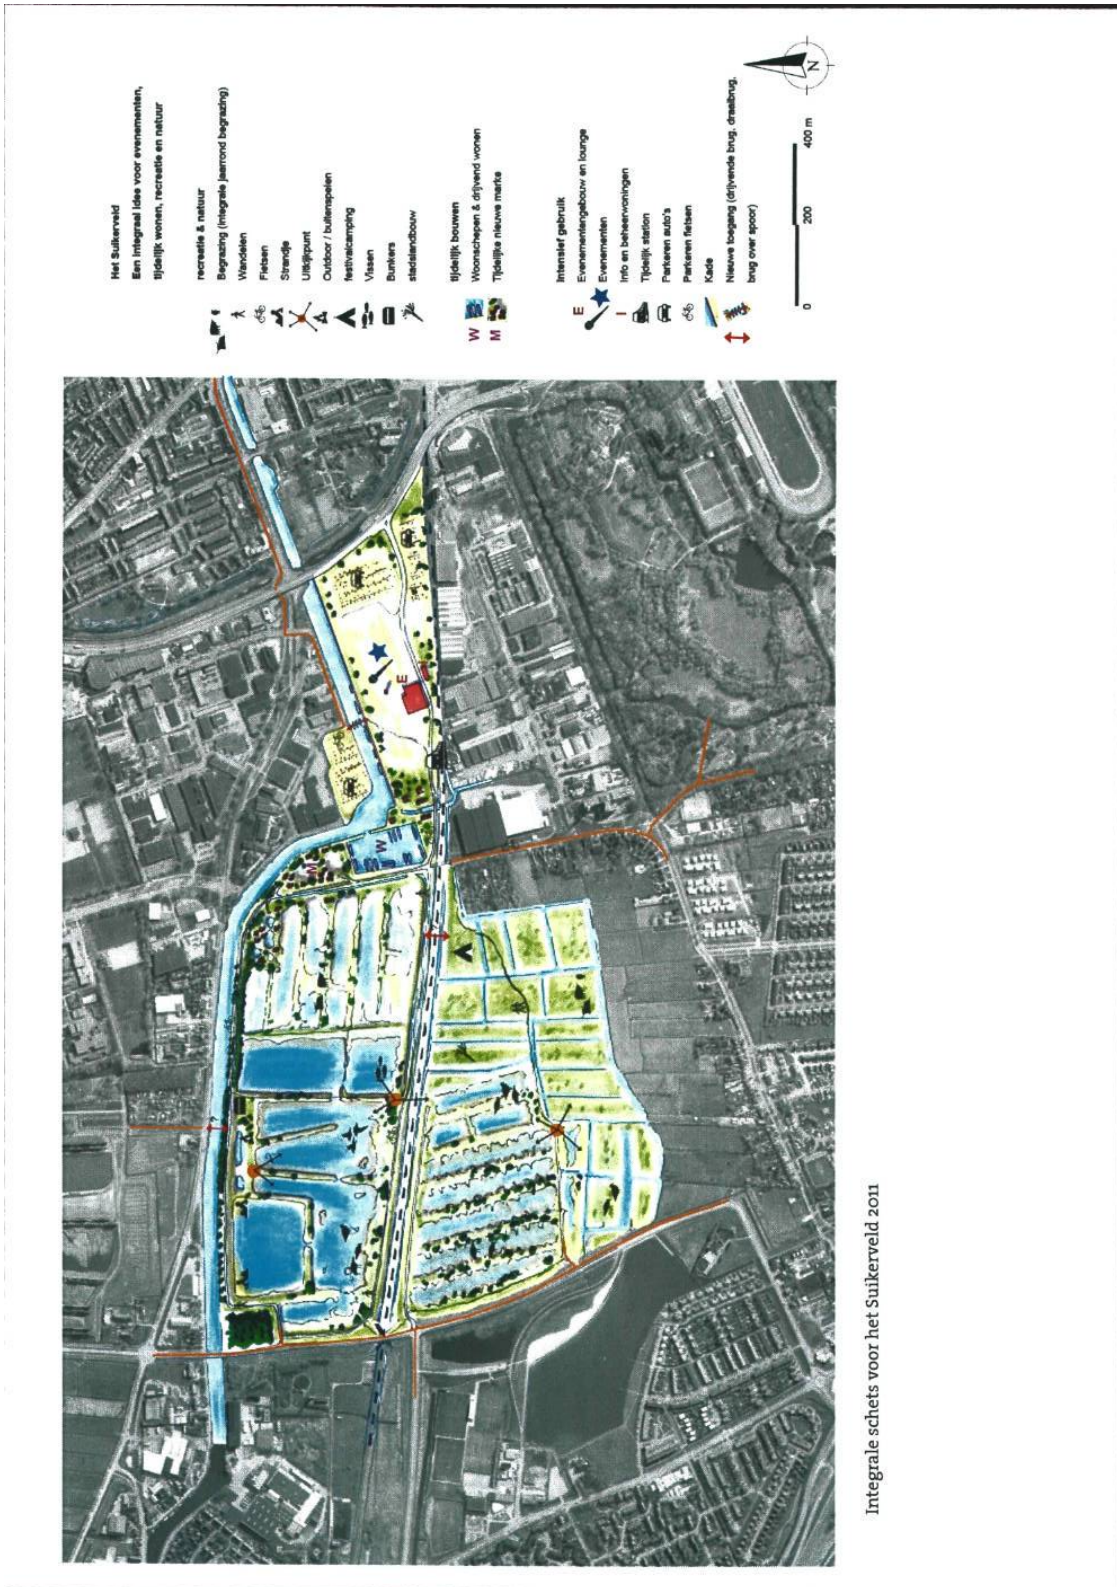 Het Suikerveld
Een integraal idee voor evenementen,
tijdelijk wonen, recreatie en natuur
recreatie & natuur
Begrazing (integrale jaarrond begrazing)
Wandelen
Fietsen
Strandje
Uitkijkpunt
Outdoor / buitenspelen
festivalcamping
Vissen
Bunkers
stadslandbouw
tijdelijk bouwen
W Woonschepen & drijvend wonen
M Tijdelijke nieuwe marke
Intensief gebruik
E Evenementengebouw en lounge
Evenementen
I Info en beheerwoningen
Tijdelijk station
Parkeren auto's
Parkeren fietsen
Kade
Nieuwe toegang (drijvende brug, draaibrug,
brug over spoor)
0 200 400 m
N
M
W
E
Integrale schets voor het Suikerveld 2011